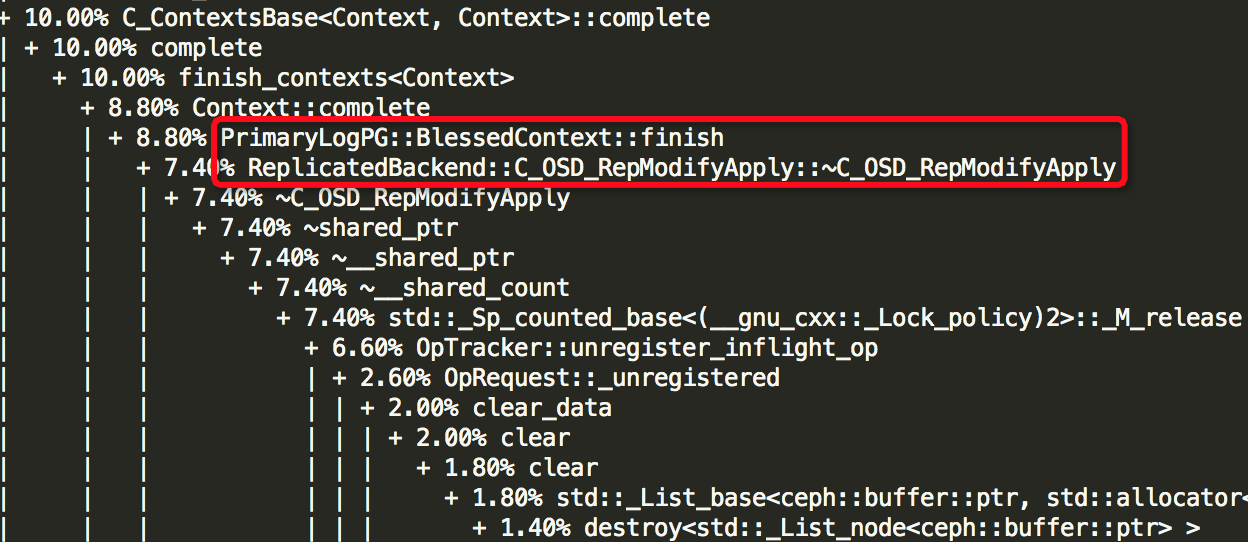 + 10.00% C_ContextsBase<Context, Context>::complete
| + 10.00% complete
|   + 10.00% finish_contexts<Context>
|     + 8.80% Context::complete
|     | + 8.80% PrimaryLogPG::BlessedContext::finish
|     |   + 7.40% ReplicatedBackend::C_OSD_RepModifyApply::~C_OSD_RepModifyApply
|     |   | + 7.40% ~C_OSD_RepModifyApply
|     |   |   + 7.40% ~shared_ptr
|     |   |     + 7.40% ~__shared_ptr
|     |   |       + 7.40% ~__shared_count
|     |   |         + 7.40% std::_Sp_counted_base<(__gnu_cxx::_Lock_policy)2>::_M_release
|     |   |           + 6.60% OpTracker::unregister_inflight_op
|     |   |           | + 2.60% OpRequest::_unregistered
|     |   |           | | + 2.00% clear_data
|     |   |           | | | + 2.00% clear
|     |   |           | | |   + 1.80% clear
|     |   |           | | |     + 1.80% std::_List_base<ceph::buffer::ptr, std::allocator<
|     |   |           | | |       + 1.40% destroy<std::_List_node<ceph::buffer::ptr> >